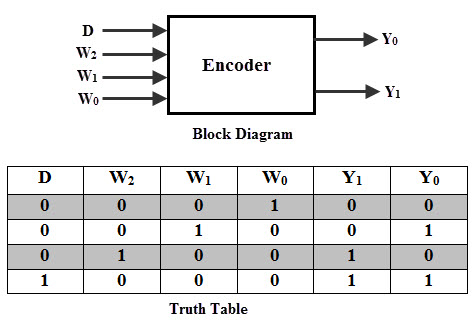 D
W2
W1
W0
Encoder
Y0
Y1
Block Diagram
D W2 W1 W0 Y1 Y0
0 0 0 1 0 0
0 0 1 0 0 1
0 1 0 0 1 0
1 0 0 0 1 1
Truth Table